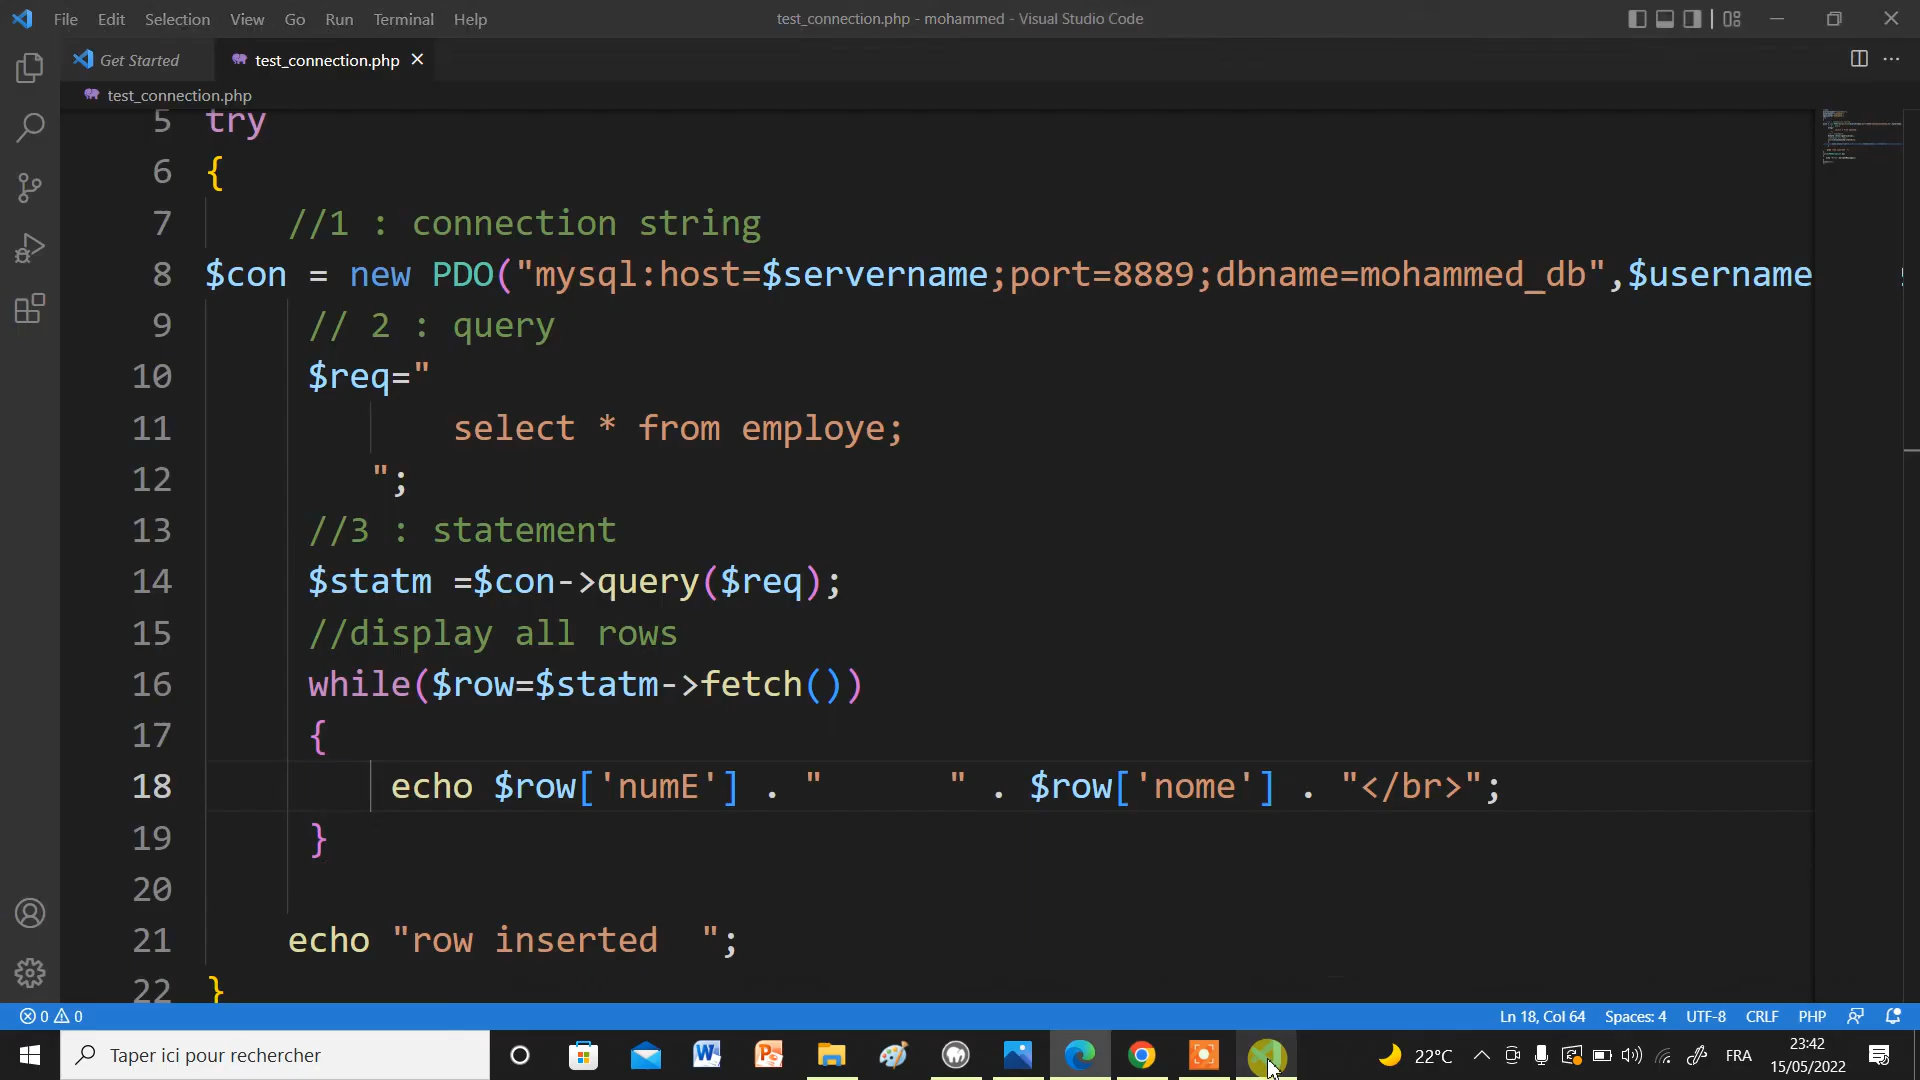 File Edit Selection View Go Run Terminal Help
test_connection.php - mohammed - Visual Studio Code
Get Started
test_connection.php
test_connection.php
5 try
6 {
7 //1 : connection string
8 $con = new PDO("mysql:host=$servername;port=8889;dbname=mohammed_db",$username
9 // 2 : query
10 $req="
11 select * from employe;
12 ";
13 //3 : statement
14 $statm =$con->query($req);
15 //display all rows
16 while($row=$statm->fetch())
17 {
18 echo $row['numE'] . "      " . $row['nome'] . "</br>";
19 }
20
21 echo "row inserted  ";
22 }
0 0
Ln 18, Col 64 Spaces: 4 UTF-8 CRLF PHP
Taper ici pour rechercher
22°C
FRA
23:42
15/05/2022